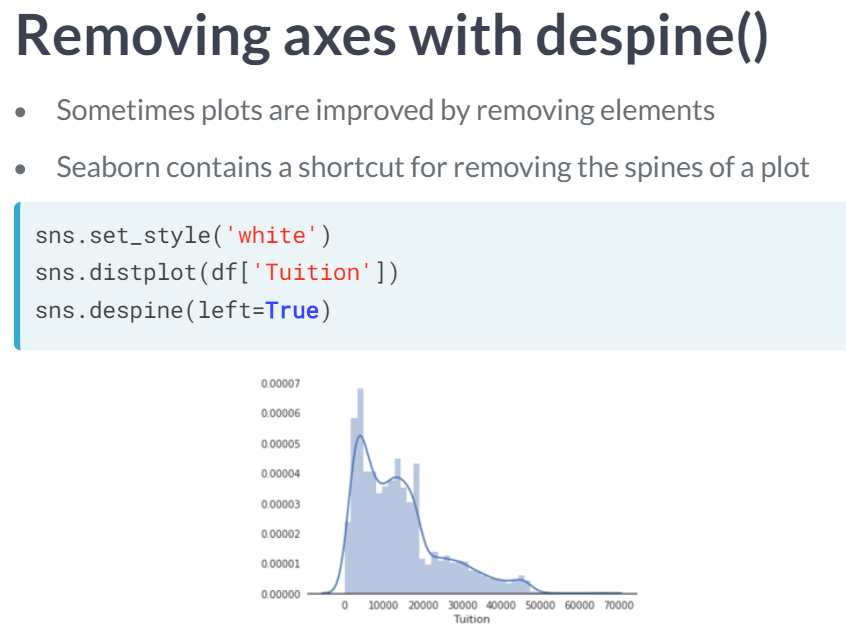 Removing axes with despine()
• Sometimes plots are improved by removing elements
• Seaborn contains a shortcut for removing the spines of a plot
sns.set_style('white')
sns.distplot(df['Tuition'])
sns.despine(left=True)
0.00007
0.00006
0.00005
0.00004
0.00003
0.00002
0.00001
0.00000
0 10000 20000 30000 40000 50000 60000 70000
Tuition